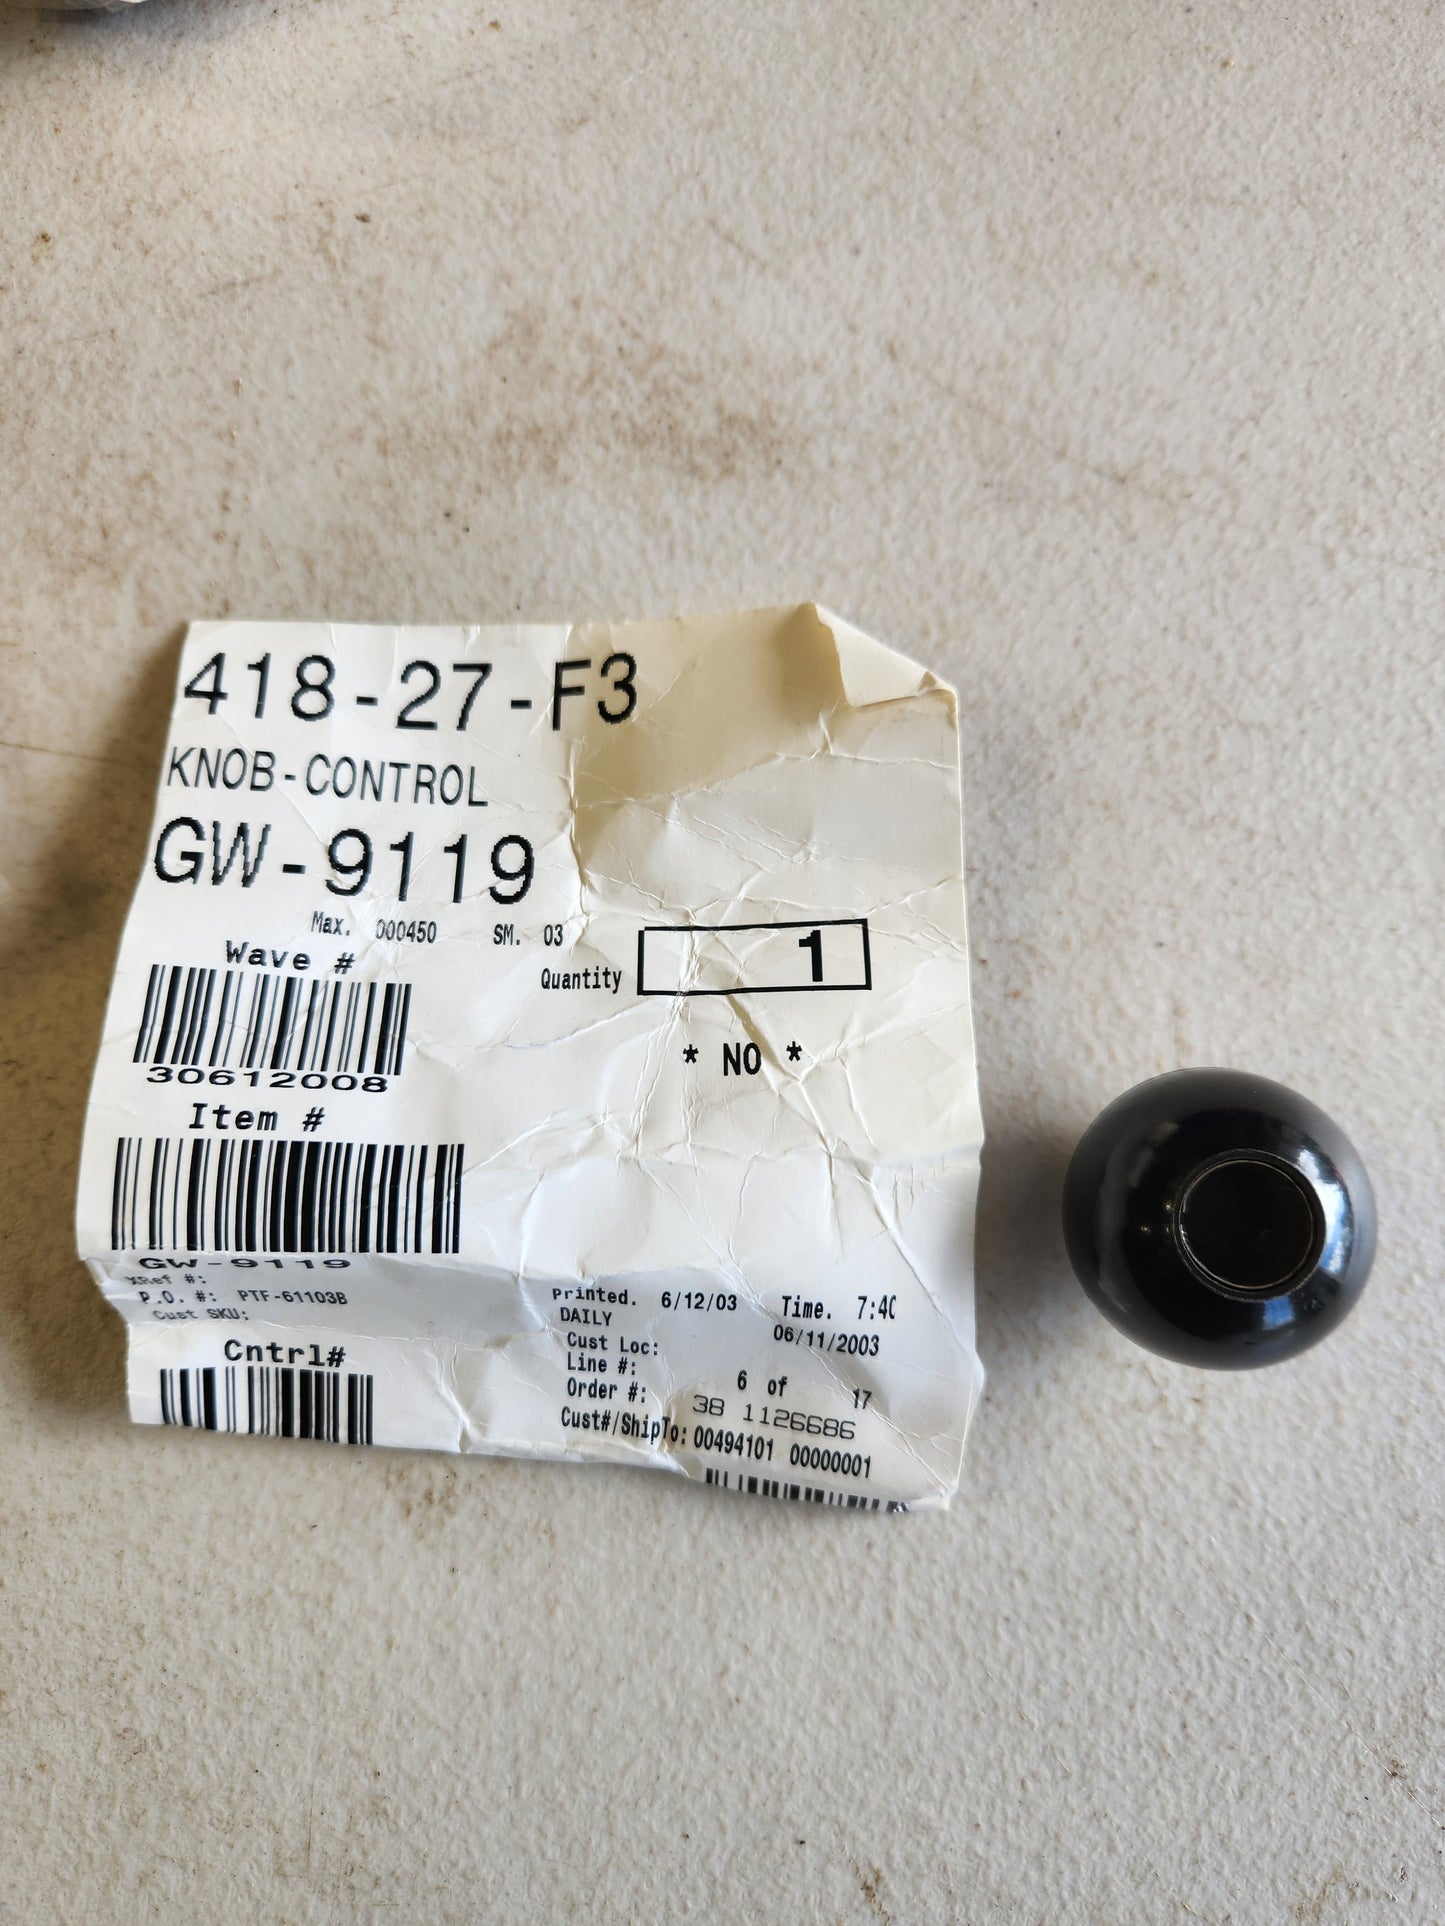 418-27-F3
KNOB-CONTROL
GW-9119
Max. 000450 SM. 03
Wave #
Quantity 1
30612008
* NO *
Item #
GW-9119
XRef #:
P.O. #: PTF-61103B
Cust SKU:
Cntrl#
Printed. 6/12/03 Time. 7:40
DAILY 06/11/2003
Cust Loc:
Line #: 6 of 17
Order #: 38 1126686
Cust#/ShipTo: 00494101 00000001